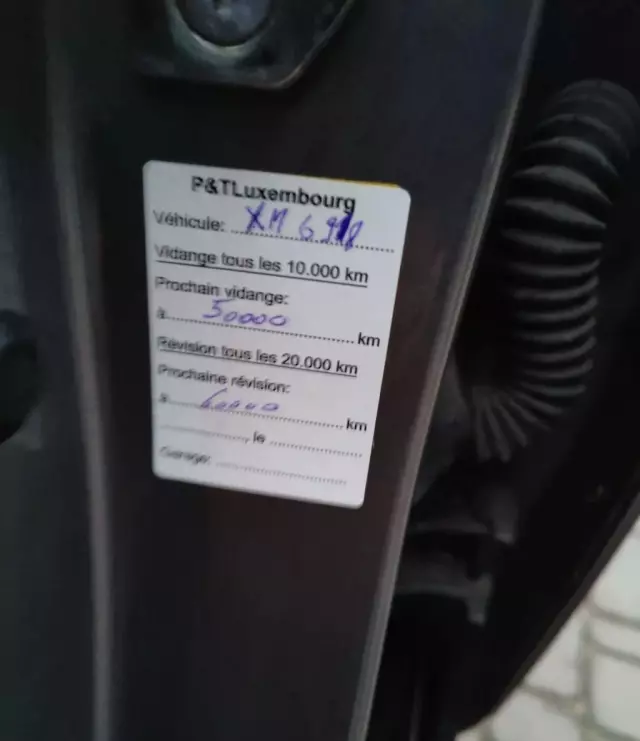 P&TLuxembourg
Véhicule: XM
Vidange tous les 10.000 km
Prochain vidange:
à 50000 km
Révision tous les 20.000 km
Prochaine révision:
à 60000 km
, le
Garage: